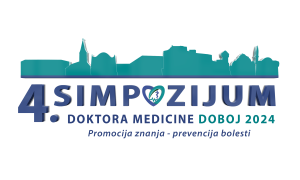 4. SIMPOZIJUM
DOKTORA MEDICINE DOBOJ 2024
Promocija znanja - prevencija bolesti